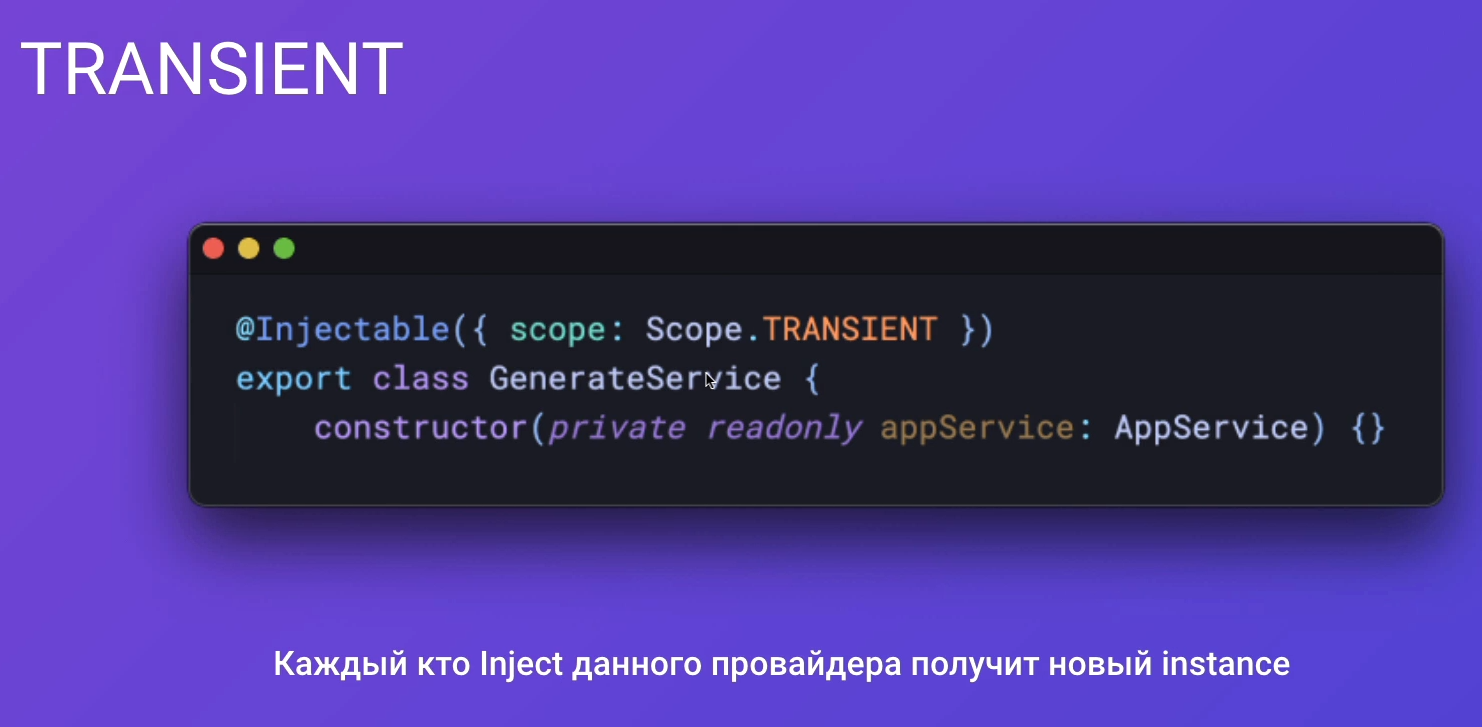 TRANSIENT
@Injectable({ scope: Scope.TRANSIENT })
export class GenerateService {
constructor(private readonly appService: AppService) {}
Каждый кто Inject данного провайдера получит новый instance